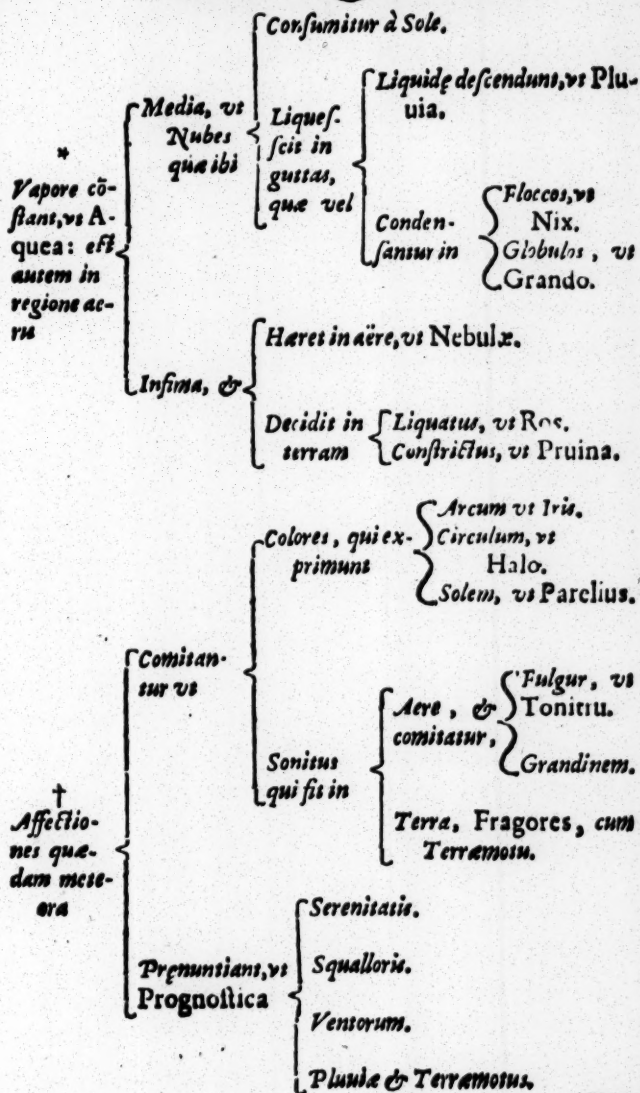 *
Vapore cõ-
ſtant, vt A-
quea: eſt
autem in
regione ae-
ru
Media, vt
Nubes
quæ ibi
Conſumitur à Sole.
Liqueſ-
ſcit in
guttas,
quæ vel
Liquidę deſcendunt, vt Plu-
uia.
Conden-
ſantur in
Floccos, vt
Nix.
Globulos, vt
Grando.
Infima, &
Hæret in aëre, vt Nebulæ.
Decidit in
terram
Liquatus, vt Ros.
Conſtrictus, vt Pruina.
†
Affectio-
nes quæ-
dam mete-
ora
Comitan-
tur vt
Colores, qui ex-
primunt
Arcum vt Iris.
Circulum, vt
Halo.
Solem, vt Parelius.
Sonitus
qui fit in
Aere, &
comitatur,
Fulgur, vt
Tonitru.
Grandinem.
Terra, Fragores, cum
Terræmotu.
Pręnuntiant, vt
Prognoſtica
Serenitatis.
Squalloris.
Ventorum.
Pluuiæ & Terræmotus.